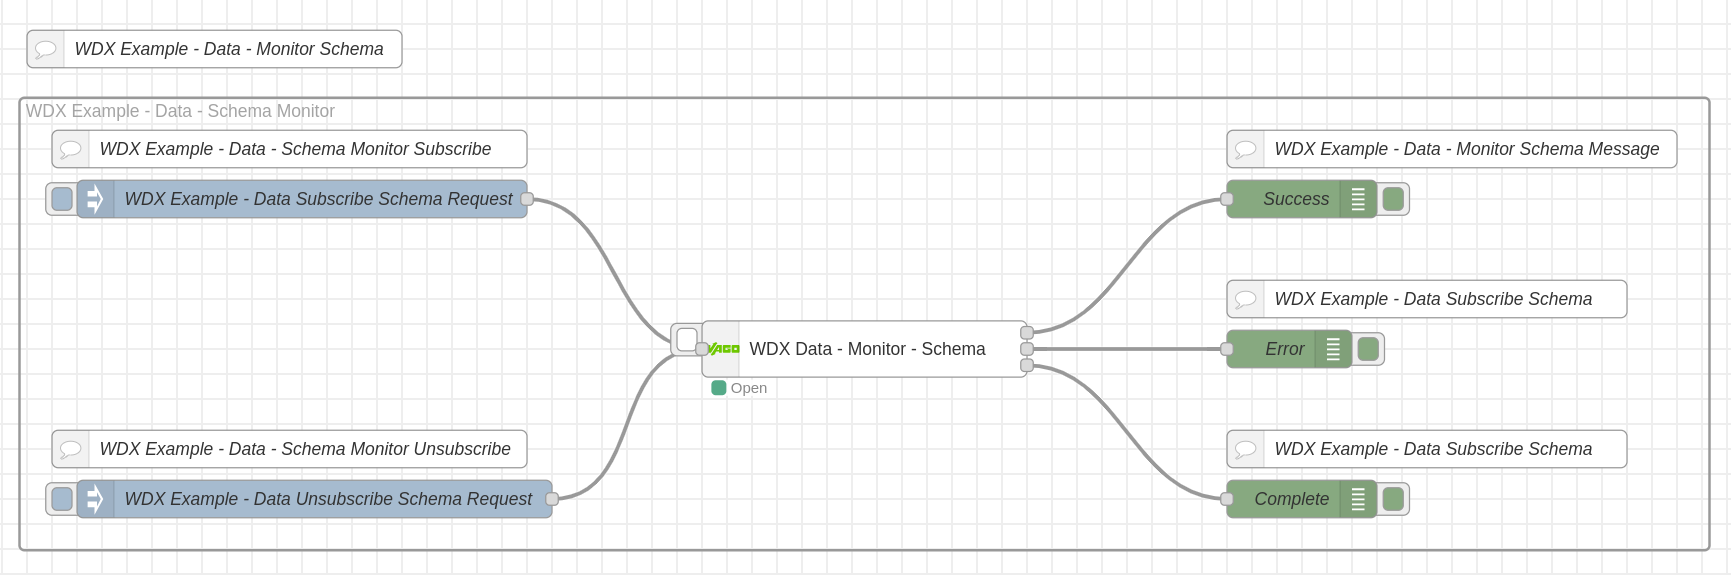 WDX Example - Data - Monitor Schema
WDX Example - Data - Schema Monitor
WDX Example - Data - Schema Monitor Subscribe
WDX Example - Data - Monitor Schema Message
WDX Example - Data Subscribe Schema Request
Success
WDX Example - Data Subscribe Schema
WAGO
WDX Data - Monitor - Schema
Error
Open
WDX Example - Data - Schema Monitor Unsubscribe
WDX Example - Data Subscribe Schema
WDX Example - Data Unsubscribe Schema Request
Complete